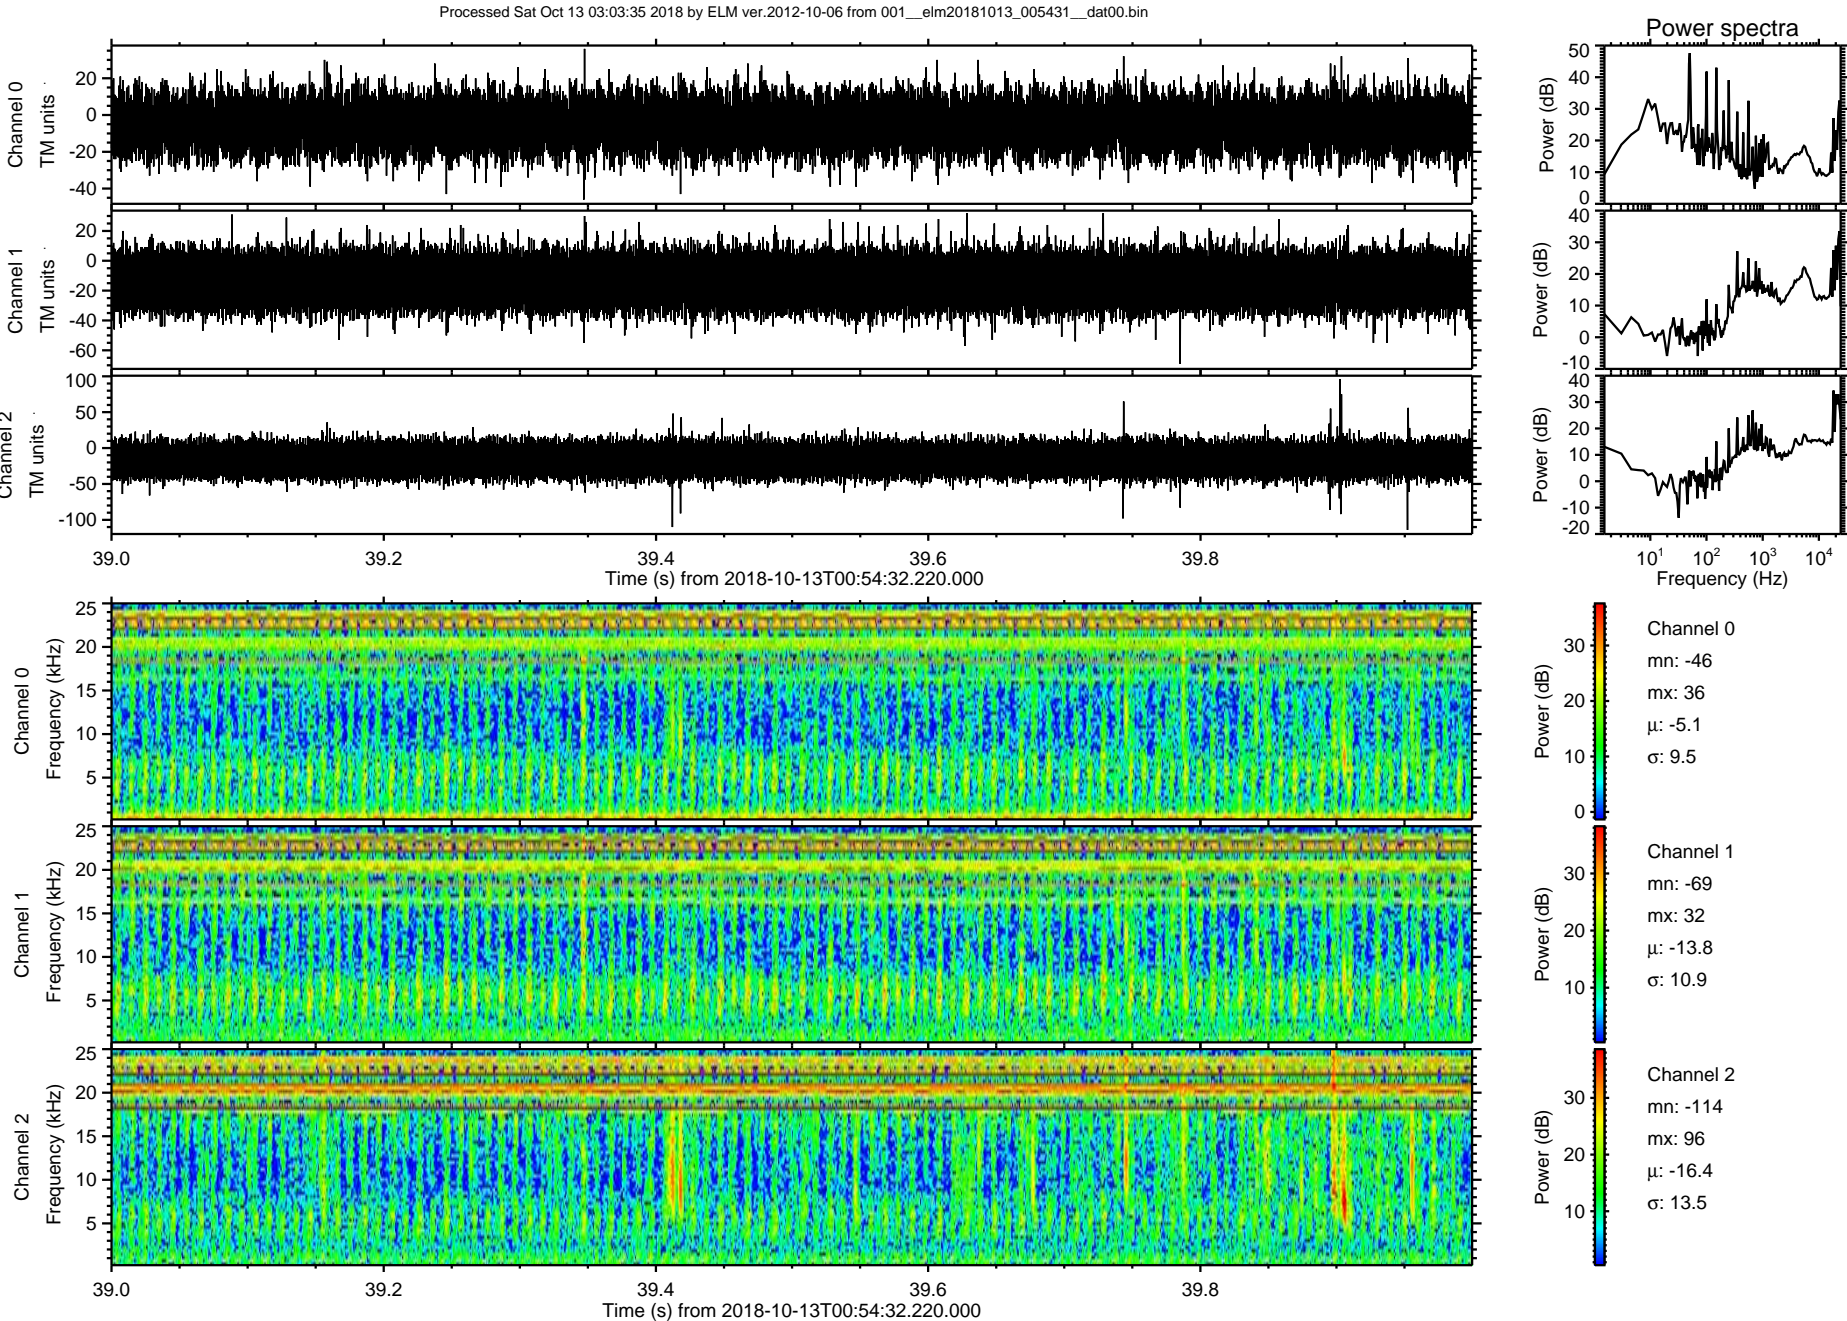 Processed Sat Oct 13 03:03:35 2018 by ELM ver.2012-10-06 from 001__elm20181013_005431__dat00.bin
Power spectra
Channel 0
TM units
20
0
-20
-40
Power (dB)
50
40
30
20
10
0
Channel 1
TM units
20
0
-20
-40
-60
Power (dB)
40
30
20
10
0
-10
Channel 2
TM units
100
50
0
-50
-100
Power (dB)
40
30
20
10
0
-10
-20
39.0 39.2 39.4 39.6 39.8
Time (s) from 2018-10-13T00:54:32.220.000
10^1 10^2 10^3 10^4
Frequency (Hz)
Channel 0
Frequency (kHz)
25
20
15
10
5
Power (dB)
30
20
10
0
Channel 0
mn: -46
mx: 36
μ: -5.1
σ: 9.5
Channel 1
Frequency (kHz)
25
20
15
10
5
Power (dB)
30
20
10
Channel 1
mn: -69
mx: 32
μ: -13.8
σ: 10.9
Channel 2
Frequency (kHz)
25
20
15
10
5
Power (dB)
30
20
10
Channel 2
mn: -114
mx: 96
μ: -16.4
σ: 13.5
39.0 39.2 39.4 39.6 39.8
Time (s) from 2018-10-13T00:54:32.220.000